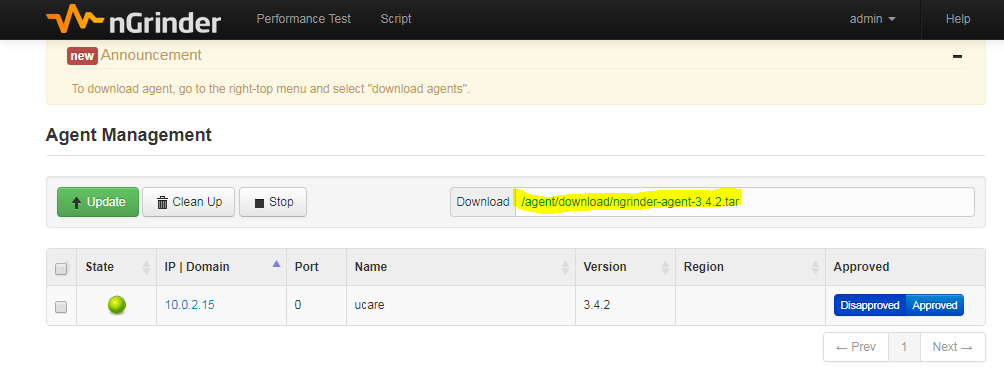 nGrinder Performance Test Script admin Help
new Announcement
To download agent, go to the right-top menu and select "download agents".
Agent Management
Update Clean Up Stop Download /agent/download/ngrinder-agent-3.4.2.tar
State IP | Domain Port Name Version Region Approved
10.0.2.15 0 ucare 3.4.2 Disapproved Approved
← Prev 1 Next →